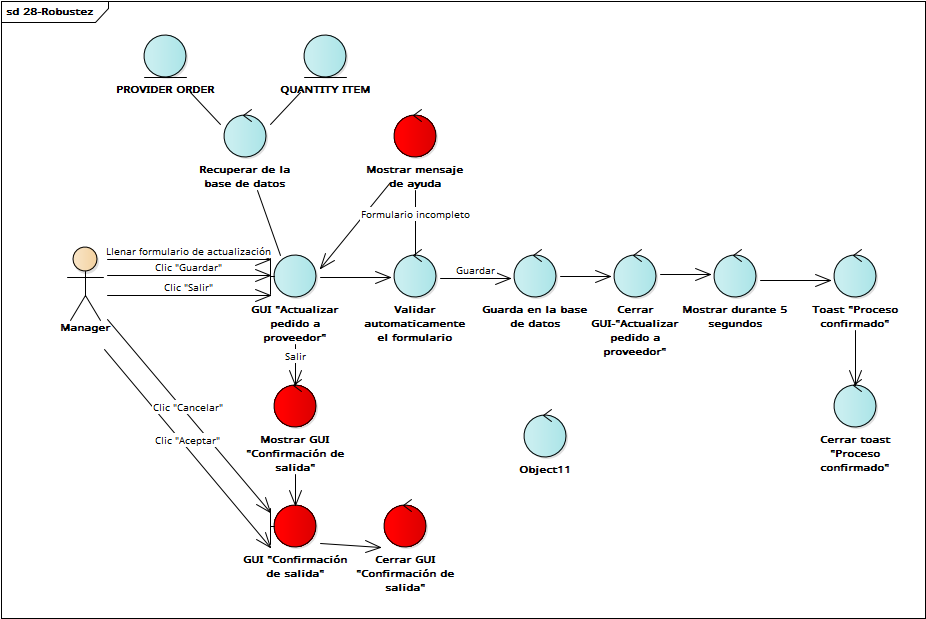 sd 28-Robustez
PROVIDER ORDER
QUANTITY ITEM
Recuperar de la
base de datos
Mostrar mensaje
de ayuda
Formulario incompleto
Llenar formulario de actualización
Clic "Guardar"
Clic "Salir"
Manager
Guardar
GUI "Actualizar
pedido a
proveedor"
Validar
automaticamente
el formulario
Guarda en la base
de datos
Cerrar
GUI-"Actualizar
pedido a
proveedor"
Mostrar durante 5
segundos
Toast "Proceso
confirmado"
Salir
Clic "Cancelar"
Clic "Aceptar"
Mostrar GUI
"Confirmación de
salida"
Object11
Cerrar toast
"Proceso
confirmado"
GUI "Confirmación
de salida"
Cerrar GUI
"Confirmación de
salida"